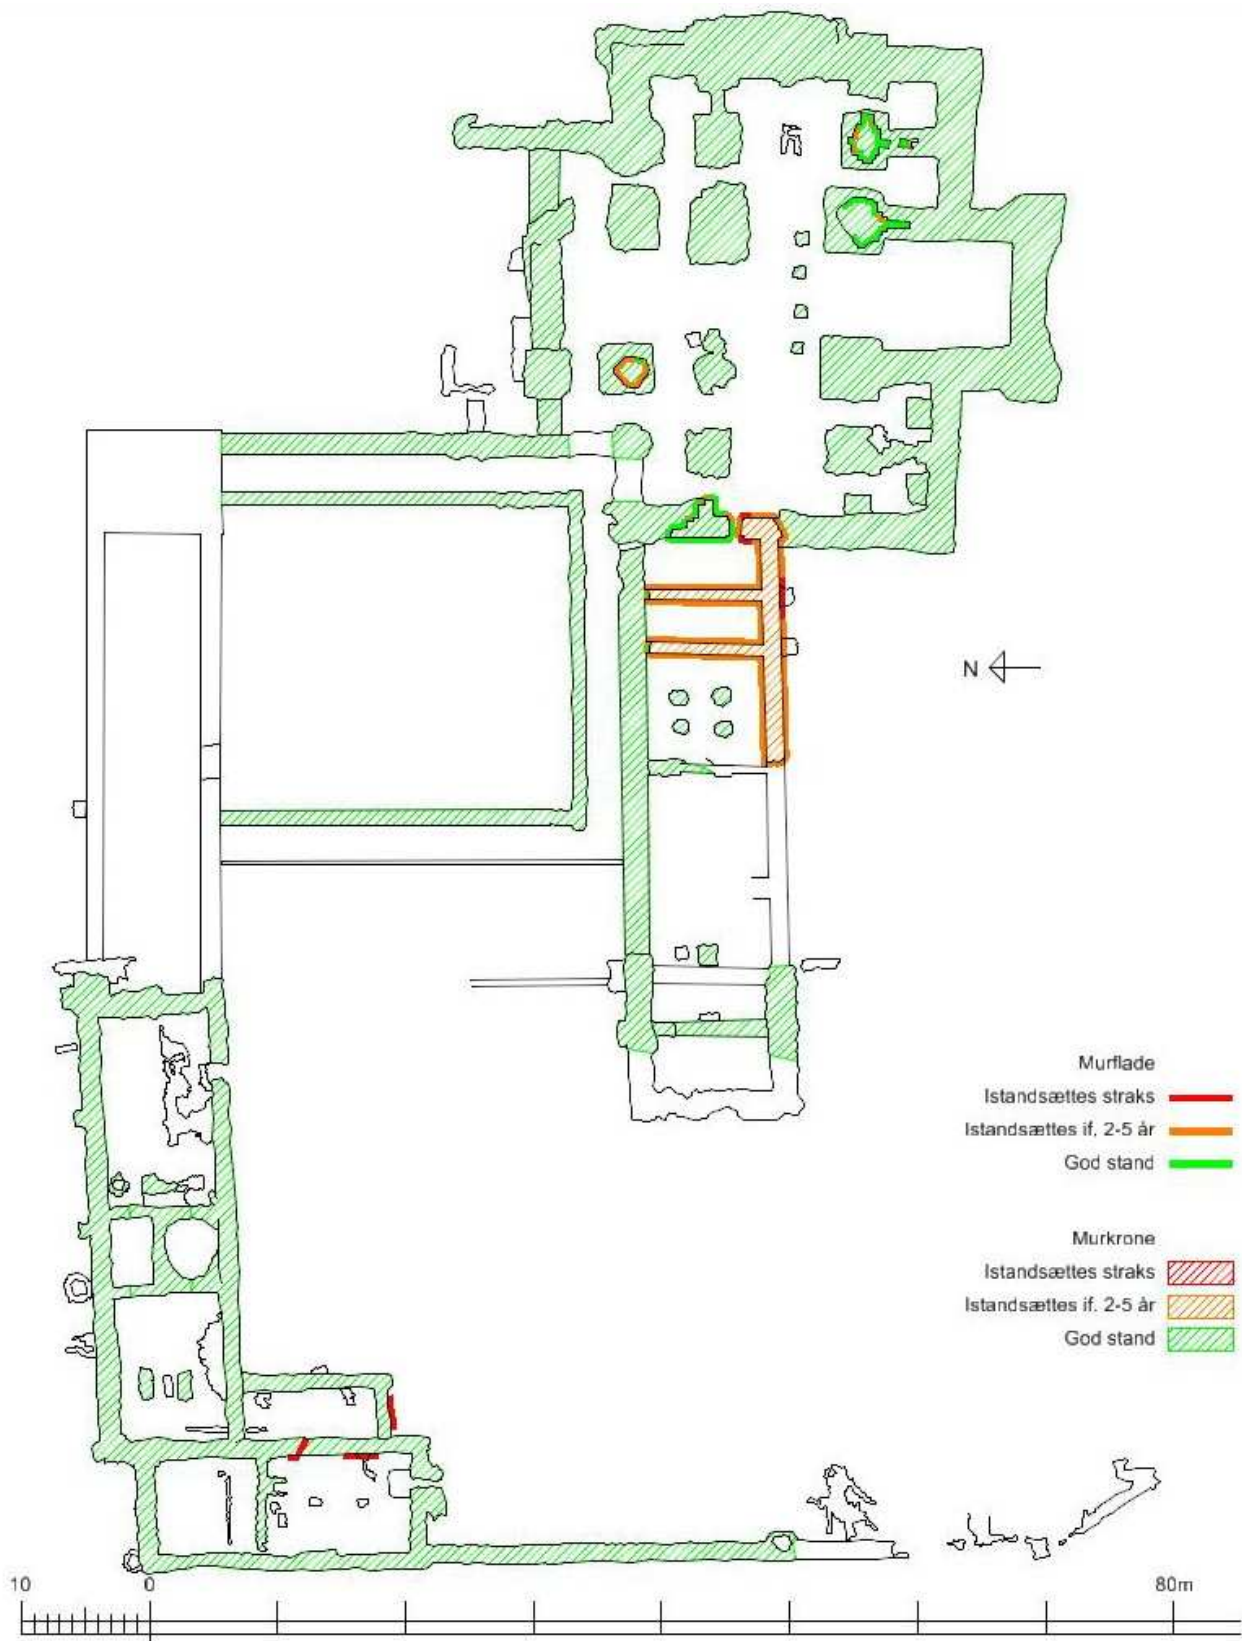 N
Murflade
Istandsættes straks
Istandsættes if. 2-5 år
God stand
Murkrone
Istandsættes straks
Istandsættes if. 2-5 år
God stand
10 0 80m